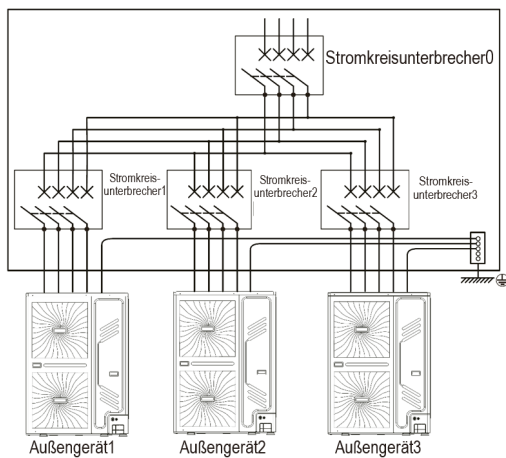 Stromkreisunterbrecher0
Stromkreis-
unterbrecher1
Stromkreis-
unterbrecher2
Stromkreis-
unterbrecher3
Außengerät1
Außengerät2
Außengerät3